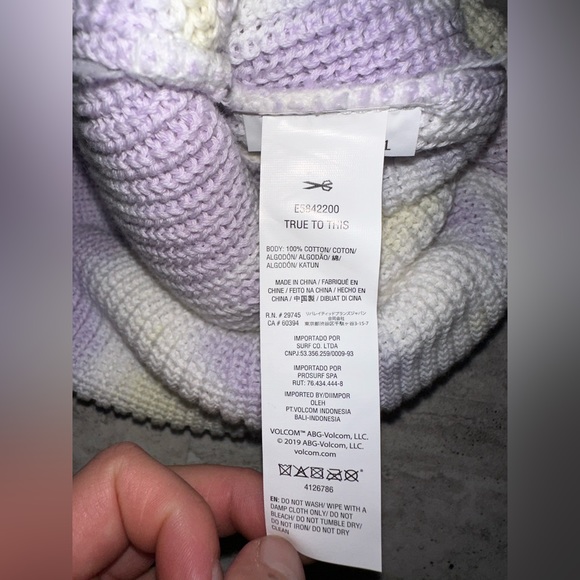 L
E5842200
TRUE TO THIS
BODY: 100% COTTON/ COTON/
ALGODÓN/ ALGODÃO/ 綿/
ALGODÓN/ KATUN
MADE IN CHINA / FABRIQUÉ EN
CHINE / FEITO NA CHINA / HECHO EN
CHINA / 中国製 / DIBUAT DI CINA
R.N. # 29745
CA # 60394
IMPORTADO POR
SURF CO. LTDA
CNPJ:53.356.259/0009-93
IMPORTADO POR
PROSURF SPA
RUT: 76.434.444-8
IMPORTED BY/DIIMPOR
OLEH
PT.VOLCOM INDONESIA
BALI-INDONESIA
VOLCOM™ ABG-Volcom, LLC.
© 2019 ABG-Volcom, LLC.
volcom.com
4126786
EN: DO NOT WASH/ WIPE WITH A
DAMP CLOTH ONLY/ DO NOT
BLEACH/ DO NOT TUMBLE DRY/
DO NOT IRON/ DO NOT DRY
CLEAN